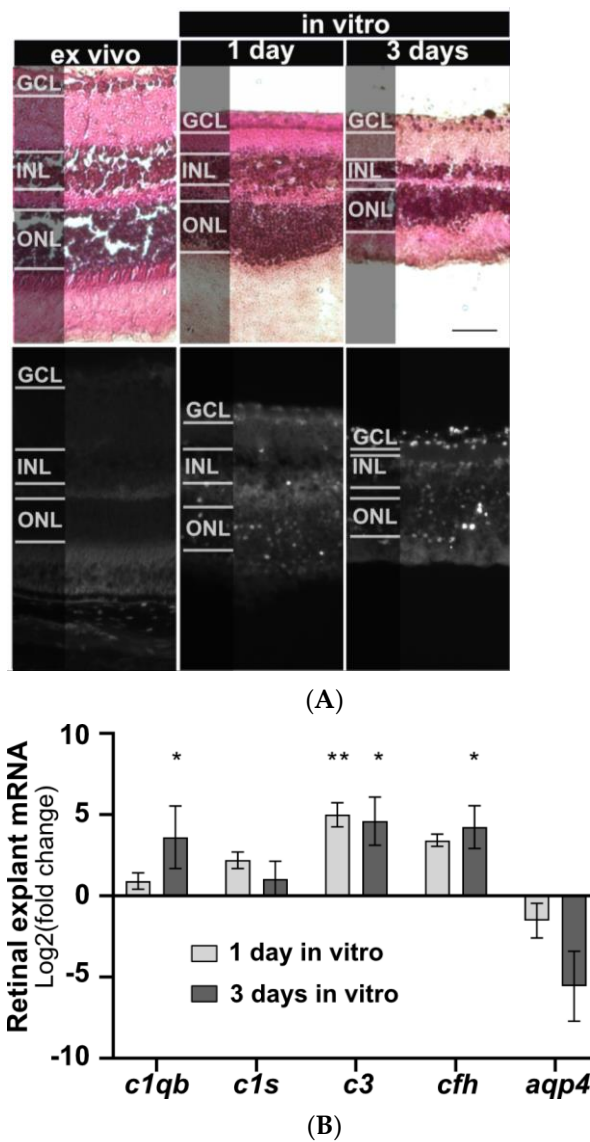 in vitro
ex vivo 1 day 3 days
GCL GCL GCL
INL INL INL
ONL ONL ONL
GCL GCL GCL
INL INL INL
ONL ONL ONL
(A)
Retinal explant mRNA
Log2(fold change)
10
5
0
-5
-10
* ** * *
1 day in vitro
3 days in vitro
c1qb c1s c3 cfh aqp4
(B)